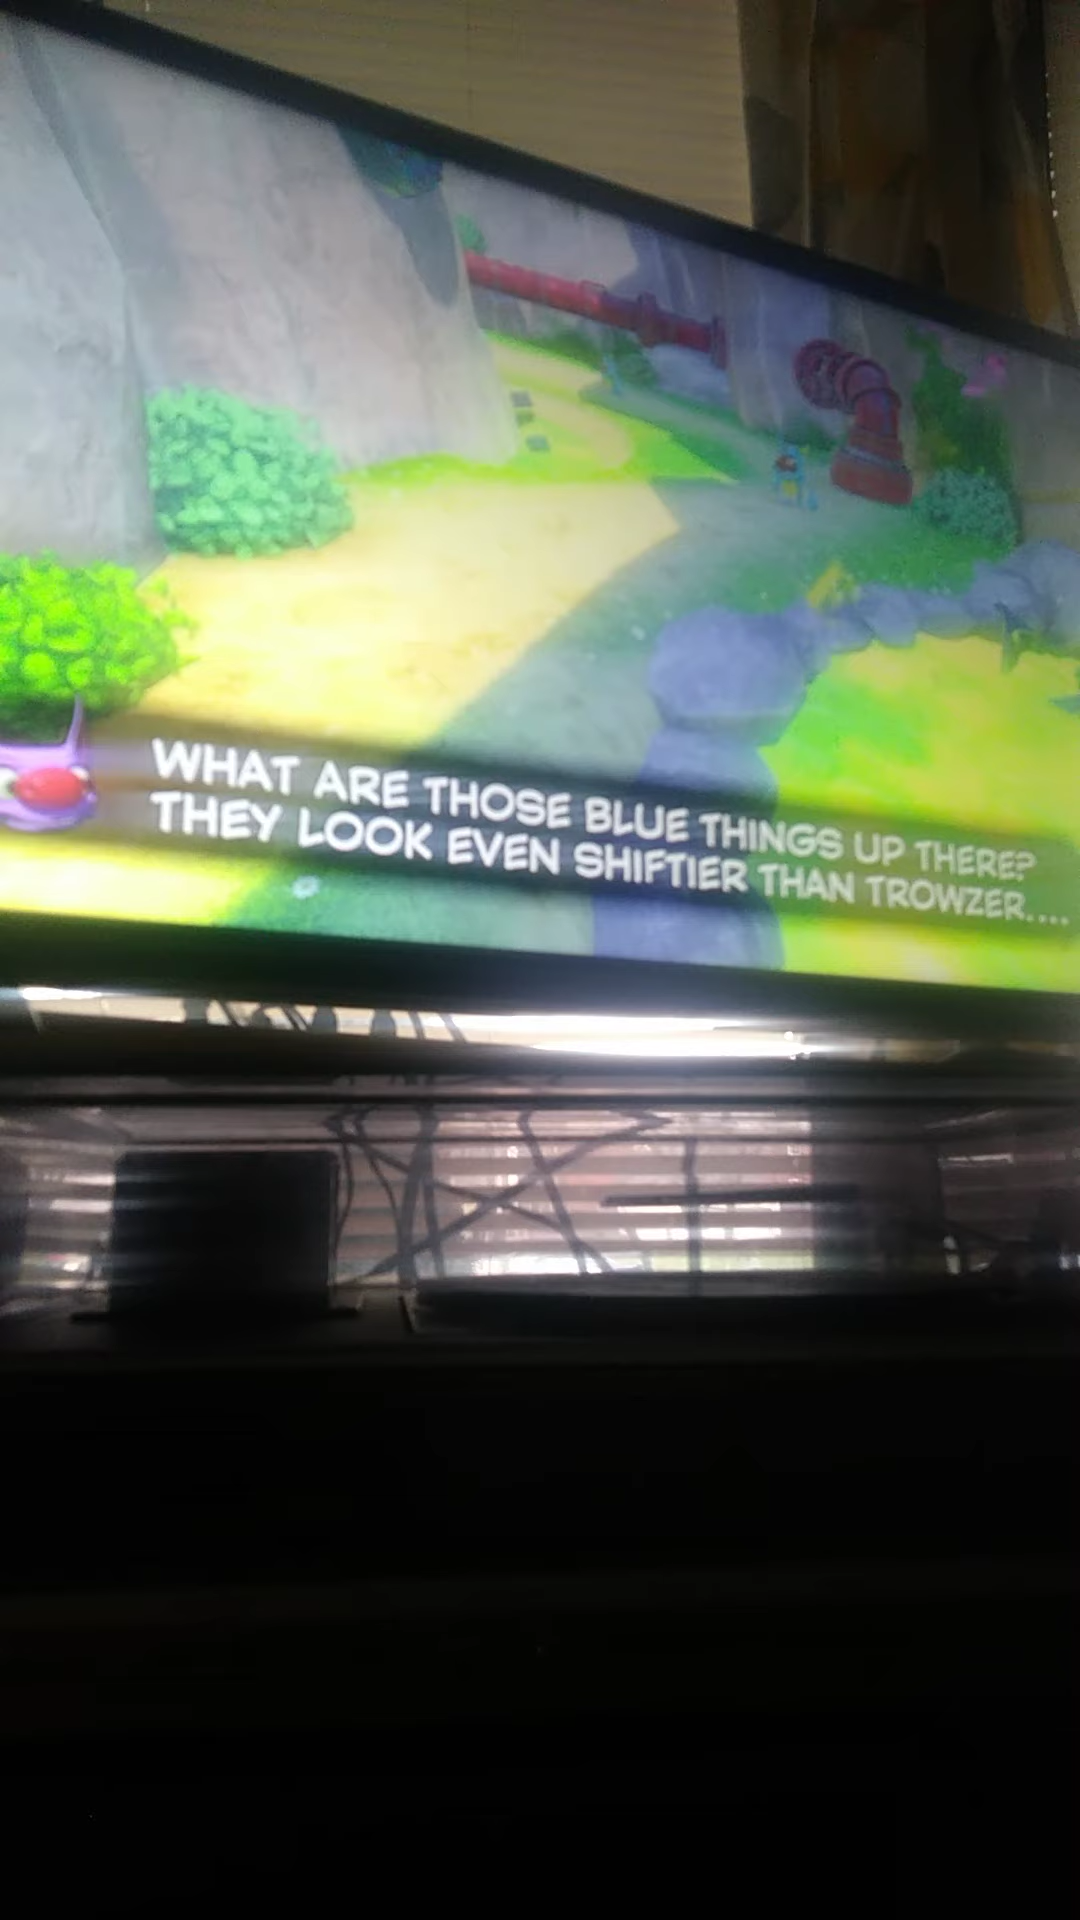 WHAT ARE THOSE BLUE THINGS UP THERE?
THEY LOOK EVEN SHIFTIER THAN TROWZER....